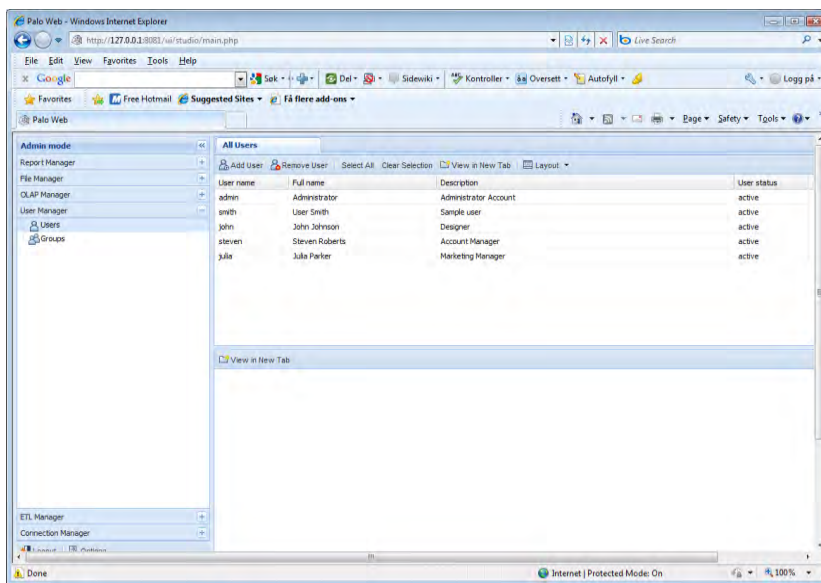 Palo Web - Windows Internet Explorer
http://127.0.0.1:9081/ui/studio/main.php
Live Search
File Edit View Favorites Tools Help
x Google Søk Del Sidewiki Kontroller Oversett Autofyll Logg på
Favorites Free Hotmail Suggested Sites Få flere add-ons
Palo Web Page Safety Tools
Admin mode
All Users
Report Manager
Add User Remove User Select All Clear Selection View in New Tab Layout
File Manager
User name Full name Description User status
OLAP Manager
admin Administrator Administrator Account active
User Manager
smith User Smith Sample user active
Users
john John Johnson Designer active
Groups
steven Steven Roberts Account Manager active
julia Julia Parker Marketing Manager active
View in New Tab
ETL Manager
Connection Manager
Logout Options
Done Internet | Protected Mode: On 100%